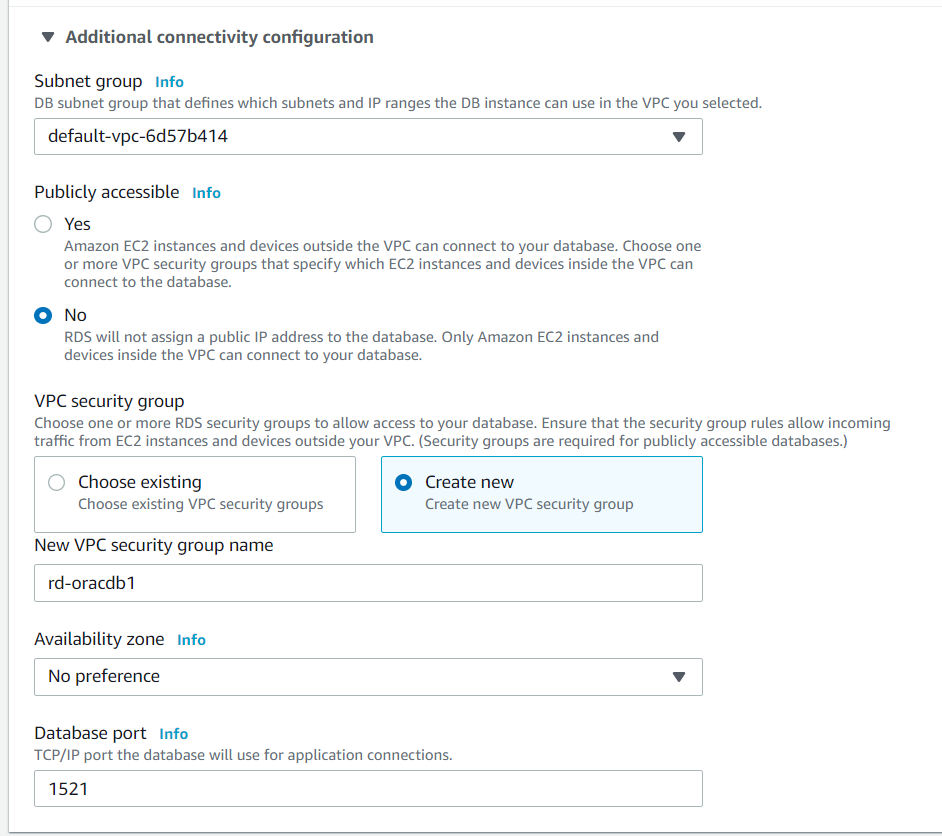 Additional connectivity configuration
Subnet group Info
DB subnet group that defines which subnets and IP ranges the DB instance can use in the VPC you selected.
default-vpc-6d57b414
Publicly accessible Info
Yes
Amazon EC2 instances and devices outside the VPC can connect to your database. Choose one
or more VPC security groups that specify which EC2 instances and devices inside the VPC can
connect to the database.
No
RDS will not assign a public IP address to the database. Only Amazon EC2 instances and
devices inside the VPC can connect to your database.
VPC security group
Choose one or more RDS security groups to allow access to your database. Ensure that the security group rules allow incoming
traffic from EC2 instances and devices outside your VPC. (Security groups are required for publicly accessible databases.)
Choose existing
Choose existing VPC security groups
Create new
Create new VPC security group
New VPC security group name
rd-oracdb1
Availability zone Info
No preference
Database port Info
TCP/IP port the database will use for application connections.
1521